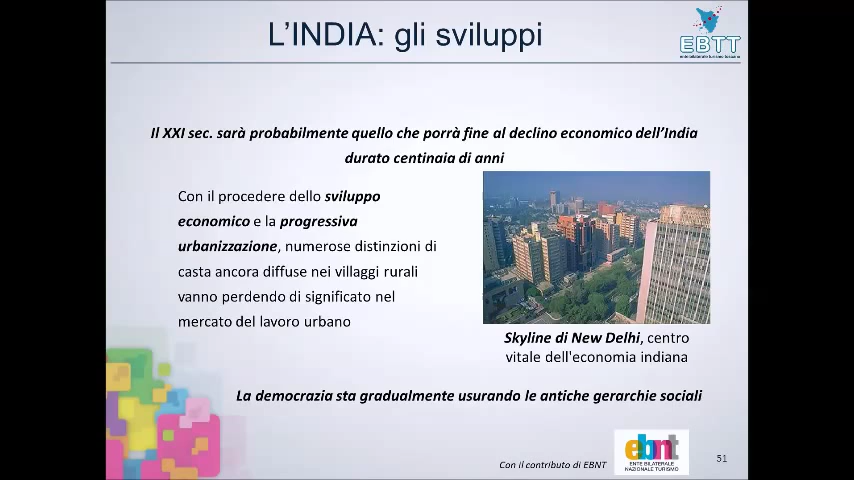 L'INDIA: gli sviluppi
EBTT
ente bilaterale turismo toscano
Il XXI sec. sarà probabilmente quello che porrà fine al declino economico dell'India
durato centinaia di anni
Con il procedere dello sviluppo
economico e la progressiva
urbanizzazione, numerose distinzioni di
casta ancora diffuse nei villaggi rurali
vanno perdendo di significato nel
mercato del lavoro urbano
Skyline di New Delhi, centro
vitale dell'economia indiana
La democrazia sta gradualmente usurando le antiche gerarchie sociali
Con il contributo di EBNT
ebnt
ENTE BILATERALE
NAZIONALE TURISMO
51